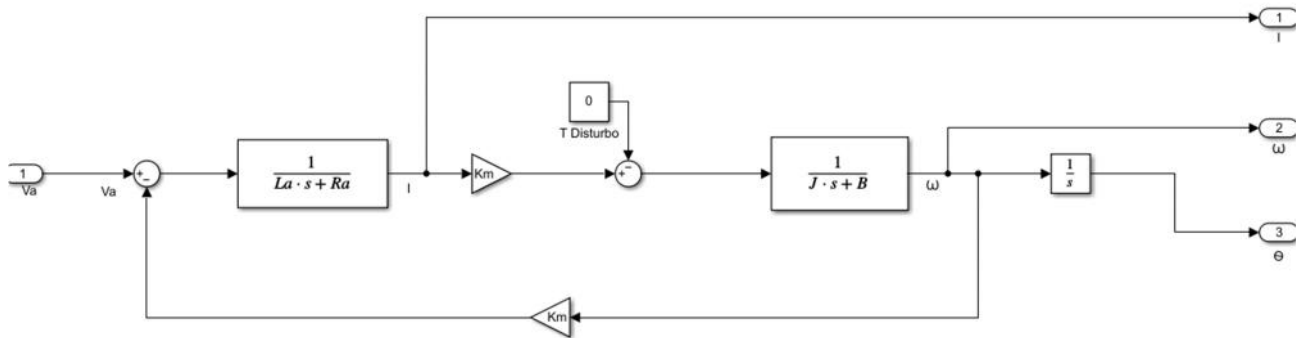 1
I
0
T Disturbo
1
La · s + Ra
1
J · s + B
2
ω
1
Va
+
−
Va
I
Km
+
−
ω
1
s
3
Θ
Km